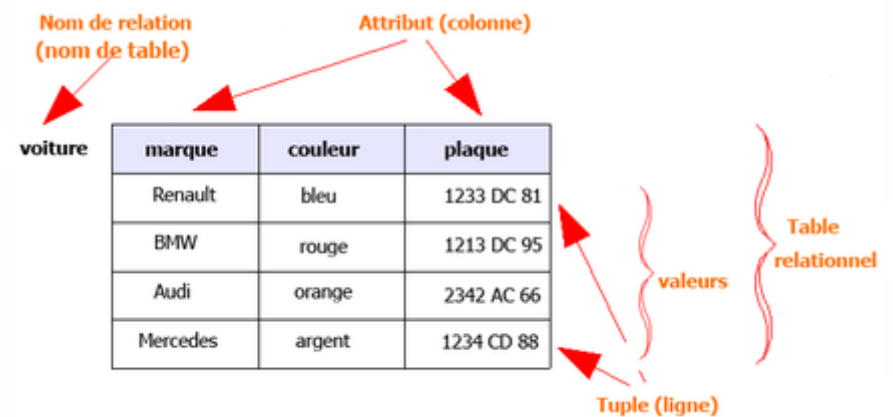 Nom de relation
(nom de table)
Attribut (colonne)
voiture
marque couleur plaque
Renault bleu 1233 DC 81
BMW rouge 1213 DC 95
Audi orange 2342 AC 66
Mercedes argent 1234 CD 88
valeurs
Table
relationnel
Tuple (ligne)